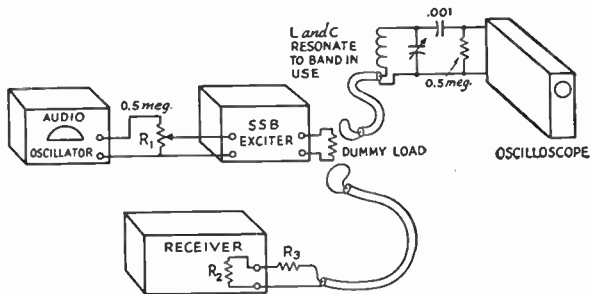 L and C
RESONATE
TO BAND IN
USE
.001
0.5 meg.
OSCILLOSCOPE
AUDIO
OSCILLATOR
0.5 meg.
R1
SSB
EXCITER
DUMMY LOAD
RECEIVER
R2
R3